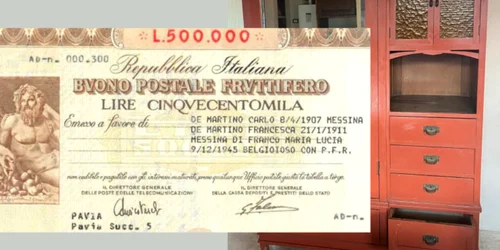 ★ L.500.000 ★
AD-n. 000.300
Repubblica Italiana
BVONO POSTALE FRVTTIFERO
LIRE CINQVECENTOMILA
Emesso a favore di
DE MARTINO CARLO 8/4/1907 MESSINA
DE MARTINO FRANCESCA 21/1/1911
MESSINA DI FRANCO MARIA LUCIA
9/12/1945 BELGIOIOSO CON P.F.R.
IL DIRETTORE GENERALE
DELLE POSTE E DELLE TELECOMUNICAZIONI
IL DIRETTORE GENERALE
DELLA CASSA DEPOSITI E PRESTITI DELLO STATO
PAVIA
Pavia Succ. 5
AD-n.